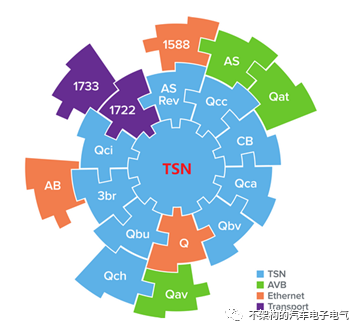 1588
AS
Qat
1733
1722
AS
Rev
Qcc
CB
Qci
TSN
Qca
AB
3br
Qbu
Q
Qbv
Qch
Qav
TSN
AVB
Ethernet
Transport
不架构的汽车电子电气